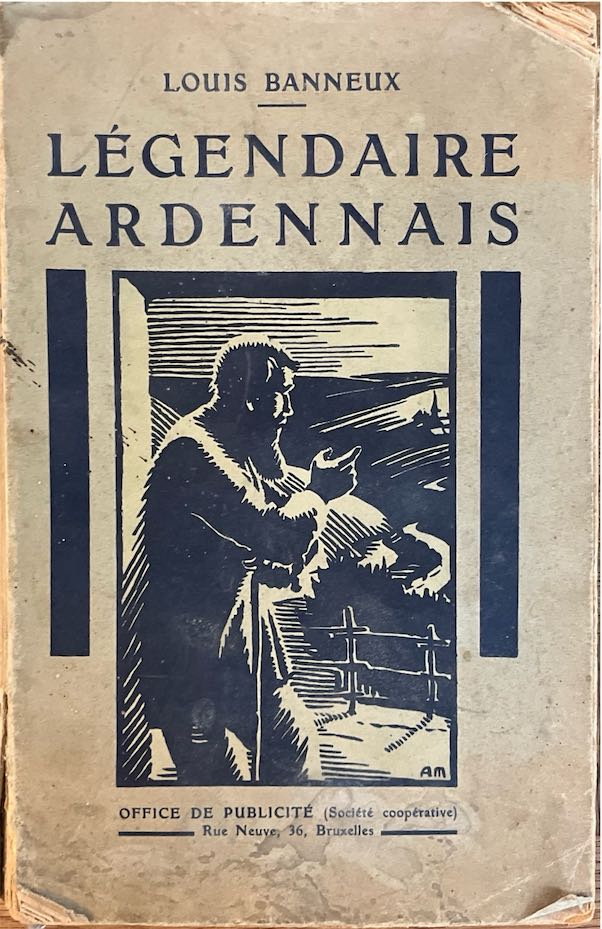 LOUIS BANNEUX
LÉGENDAIRE
ARDENNAIS
AM
OFFICE DE PUBLICITÉ (Société coopérative)
Rue Neuve, 36, Bruxelles